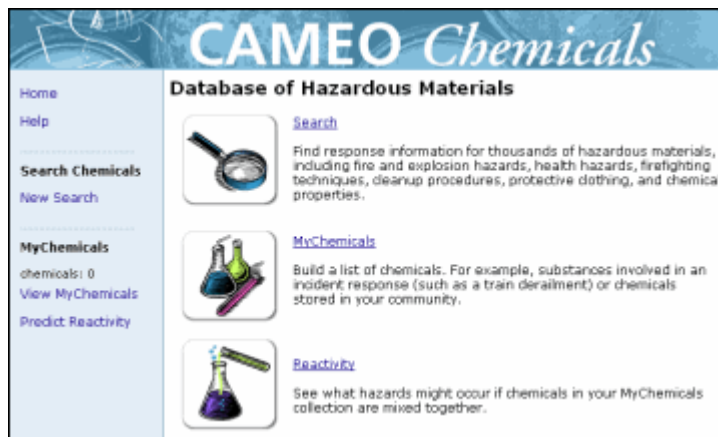 CAMEO Chemicals
Home
Help
Search Chemicals
New Search
MyChemicals
chemicals: 0
View MyChemicals
Predict Reactivity
Database of Hazardous Materials
Search
Find response information for thousands of hazardous materials,
including fire and explosion hazards, health hazards, firefighting
techniques, cleanup procedures, protective clothing, and chemica
properties.
MyChemicals
Build a list of chemicals. For example, substances involved in an
incident response (such as a train derailment) or chemicals
stored in your community.
Reactivity
See what hazards might occur if chemicals in your MyChemicals
collection are mixed together.